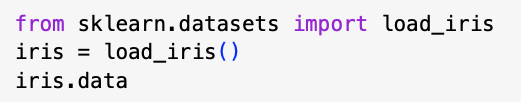 from sklearn.datasets import load_iris
iris = load_iris()
iris.data